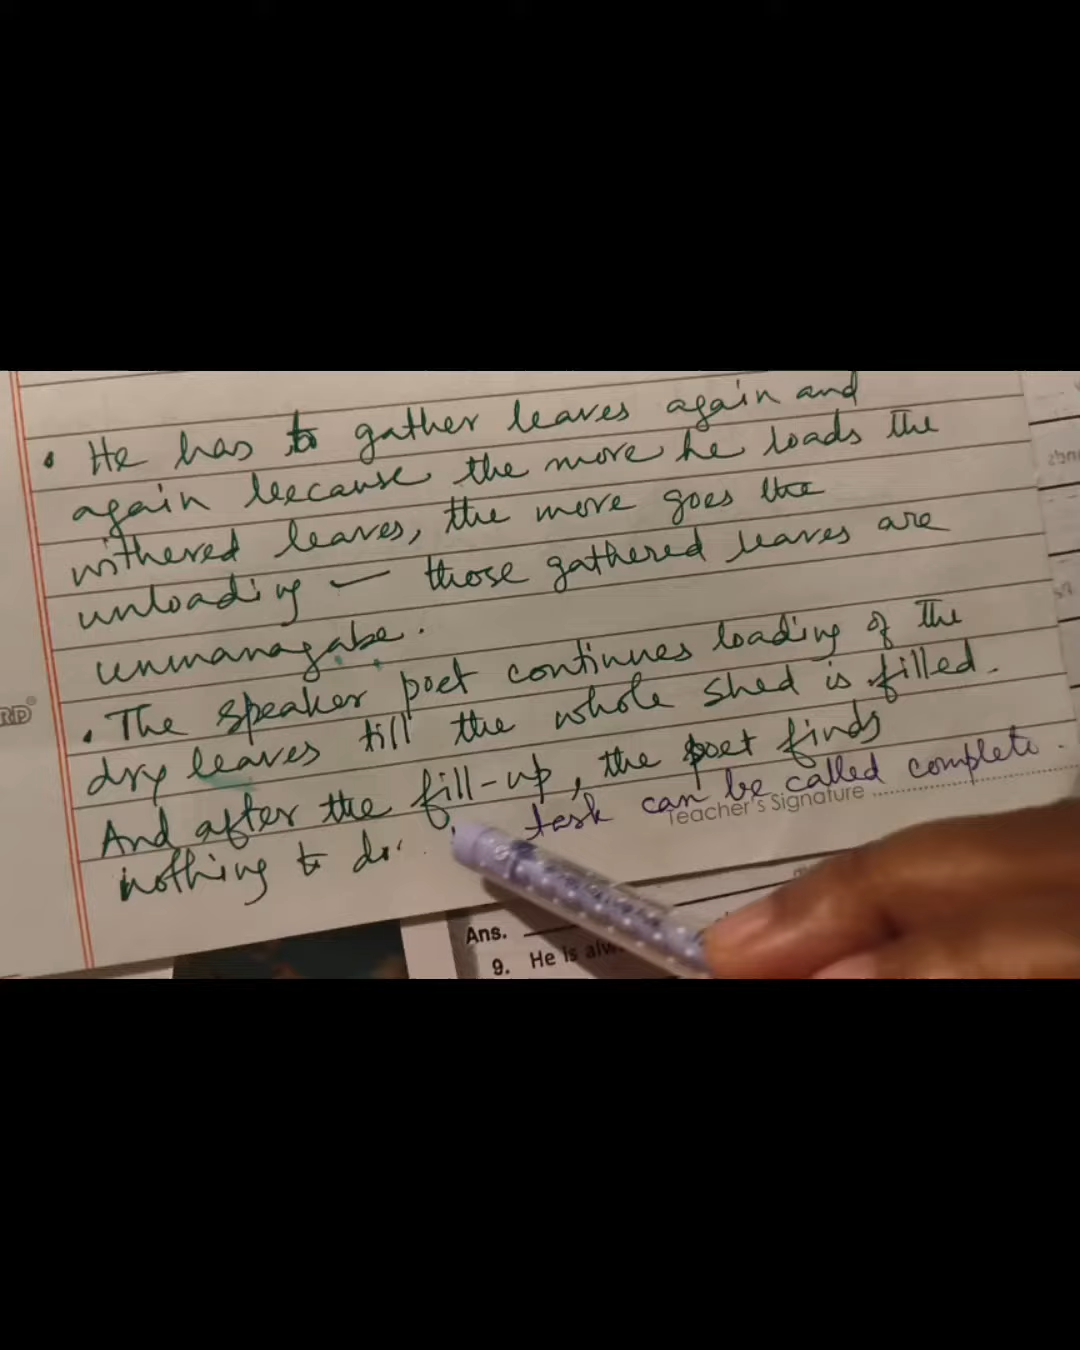 • He has to gather leaves again and
again because the more he loads the
withered leaves, the more goes the
unloading — those gathered leaves are
unmanagabe.
• The speaker poet continues loading of the
dry leaves till the whole shed is filled.
And after the fill-up, the poet finds
nothing to do. task can be called complete.
Teacher's Signature
Ans.
9. He is